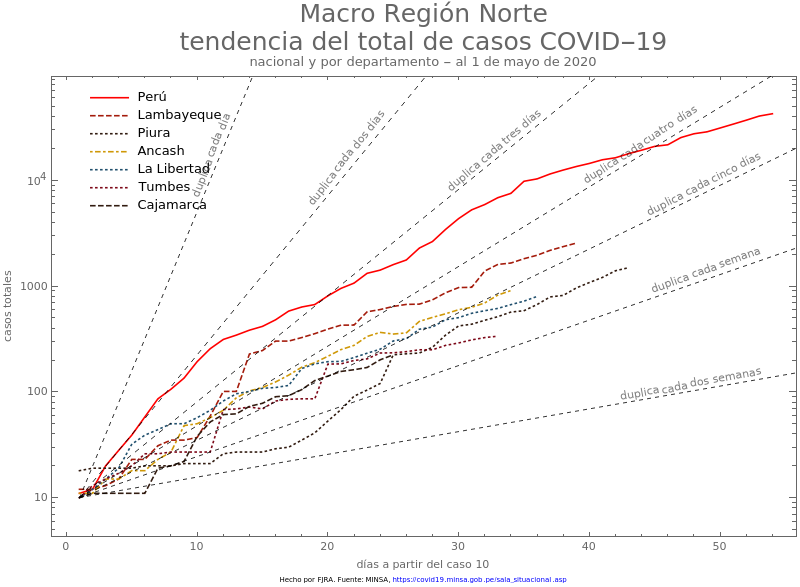 Macro Región Norte
tendencia del total de casos COVID−19
nacional y por departamento − al 1 de mayo de 2020
Perú
Lambayeque
Piura
Ancash
La Libertad
Tumbes
Cajamarca
duplica cada día
duplica cada dos días
duplica cada tres días
duplica cada cuatro días
duplica cada cinco días
duplica cada semana
duplica cada dos semanas
10⁴
1000
100
10
casos totales
0 10 20 30 40 50
días a partir del caso 10
Hecho por FJRA. Fuente: MINSA, https://covid19.minsa.gob.pe/sala_situacional.asp